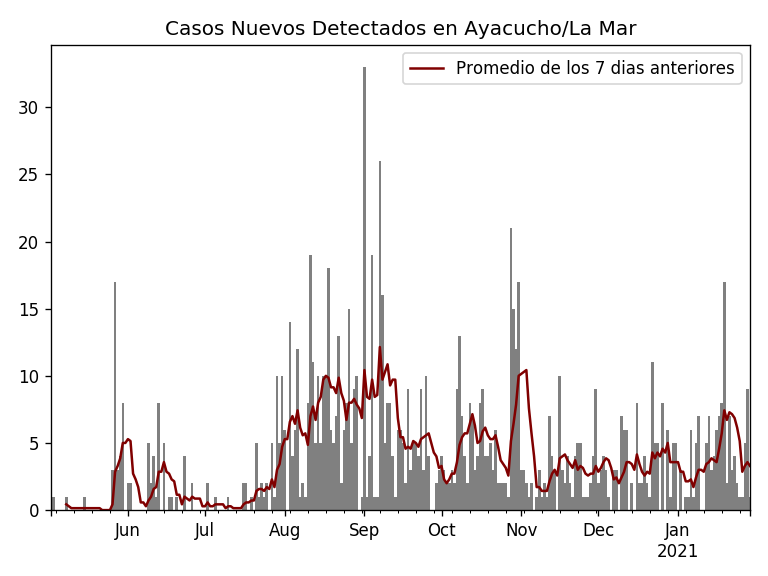 Casos Nuevos Detectados en Ayacucho/La Mar
Promedio de los 7 dias anteriores
30
25
20
15
10
5
0
Jun Jul Aug Sep Oct Nov Dec Jan
2021